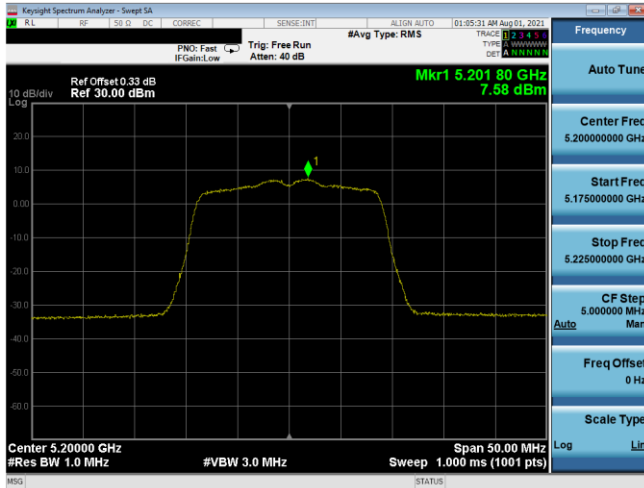 Keysight Spectrum Analyzer - Swept SA
RL RF 50 Ω DC CORREC SENSE:INT ALIGN AUTO 01:05:31 AM Aug 01, 2021
PNO: Fast
IFGain:Low
Trig: Free Run
Atten: 40 dB
#Avg Type: RMS
TRACE 1 2 3 4 5 6
TYPE A WWWWW
DET A NNNNN
Ref Offset 0.33 dB
Ref 30.00 dBm
10 dB/div
Log
Mkr1 5.201 80 GHz
7.58 dBm
1
20.0
10.0
0.00
-10.0
-20.0
-30.0
-40.0
-50.0
-60.0
Center 5.20000 GHz
#Res BW 1.0 MHz
#VBW 3.0 MHz
Span 50.00 MHz
Sweep 1.000 ms (1001 pts)
MSG STATUS
Frequency
Auto Tune
Center Freq
5.200000000 GHz
Start Freq
5.175000000 GHz
Stop Freq
5.225000000 GHz
CF Step
5.000000 MHz
Auto Man
Freq Offset
0 Hz
Scale Type
Log Lin